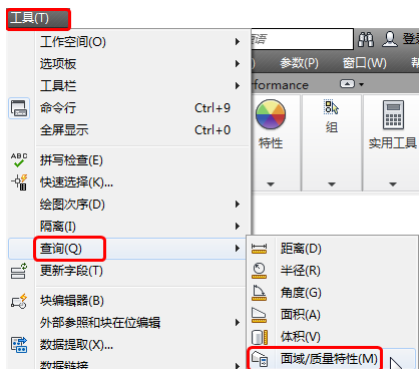 工具(T)
工作空间(O)
选项板
工具栏
命令行 Ctrl+9
全屏显示 Ctrl+0
拼写检查(E)
快速选择(K)...
绘图次序(D)
隔离(I)
查询(Q)
更新字段(T)
块编辑器(B)
外部参照和块在位编辑
数据提取(X)...
数据链接
参数(P) 窗口(W)
formance
特性
组
实用工具
距离(D)
半径(R)
角度(G)
面积(A)
体积(V)
面域/质量特性(M)